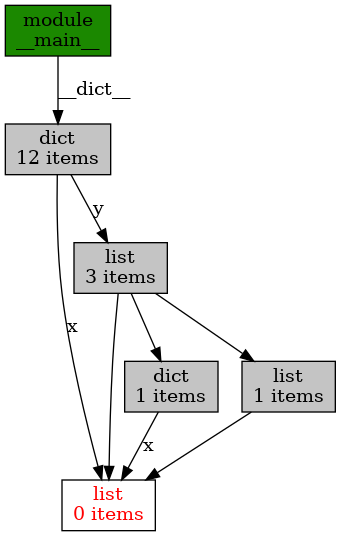 module
__main__
__dict__
dict
12 items
y
list
3 items
x
dict
1 items
list
1 items
x
list
0 items